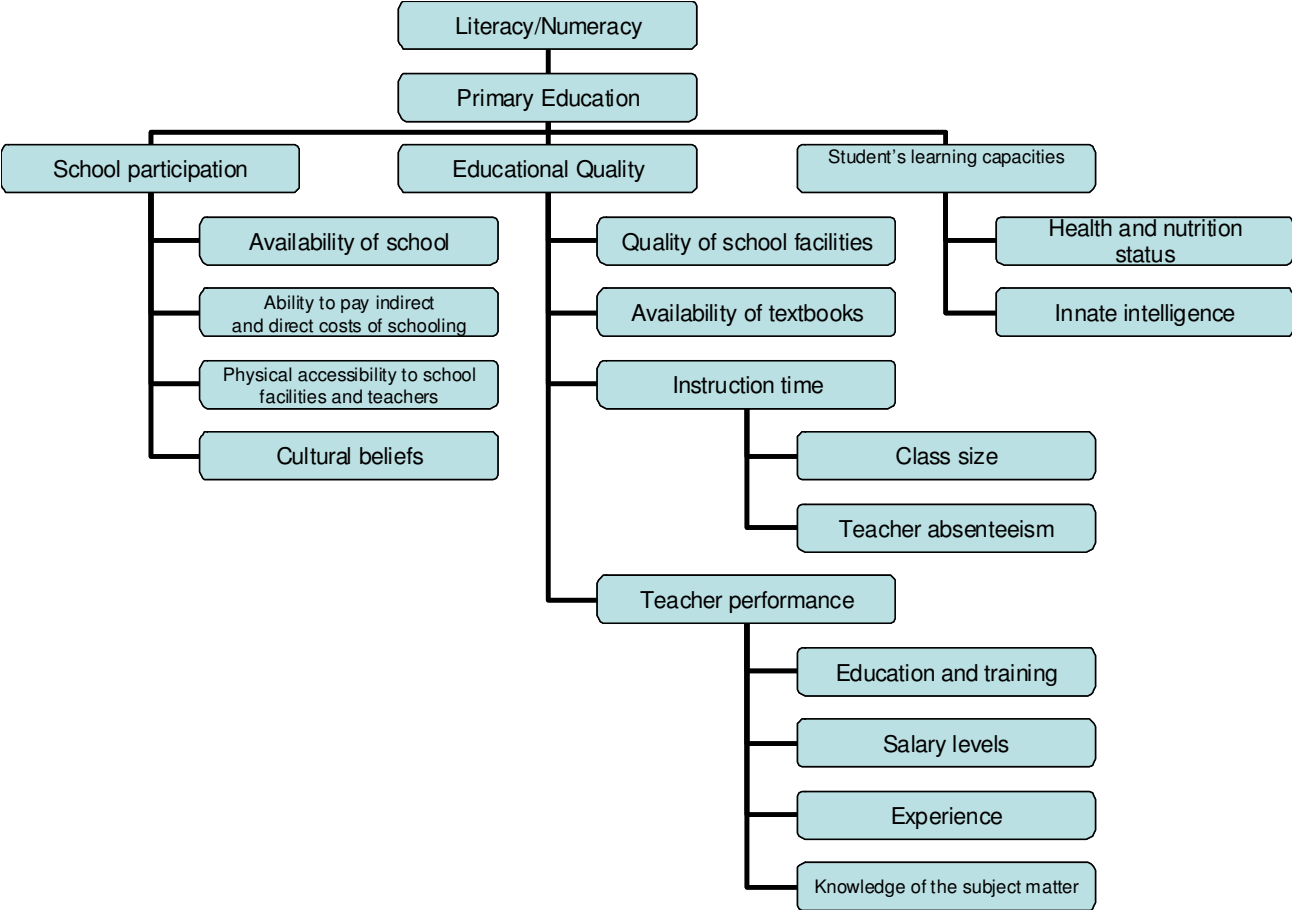 Literacy/Numeracy
Primary Education
School participation
Educational Quality
Student's learning capacities
Availability of school
Quality of school facilities
Health and nutrition
status
Ability to pay indirect
and direct costs of schooling
Availability of textbooks
Innate intelligence
Physical accessibility to school
facilities and teachers
Instruction time
Cultural beliefs
Class size
Teacher absenteeism
Teacher performance
Education and training
Salary levels
Experience
Knowledge of the subject matter